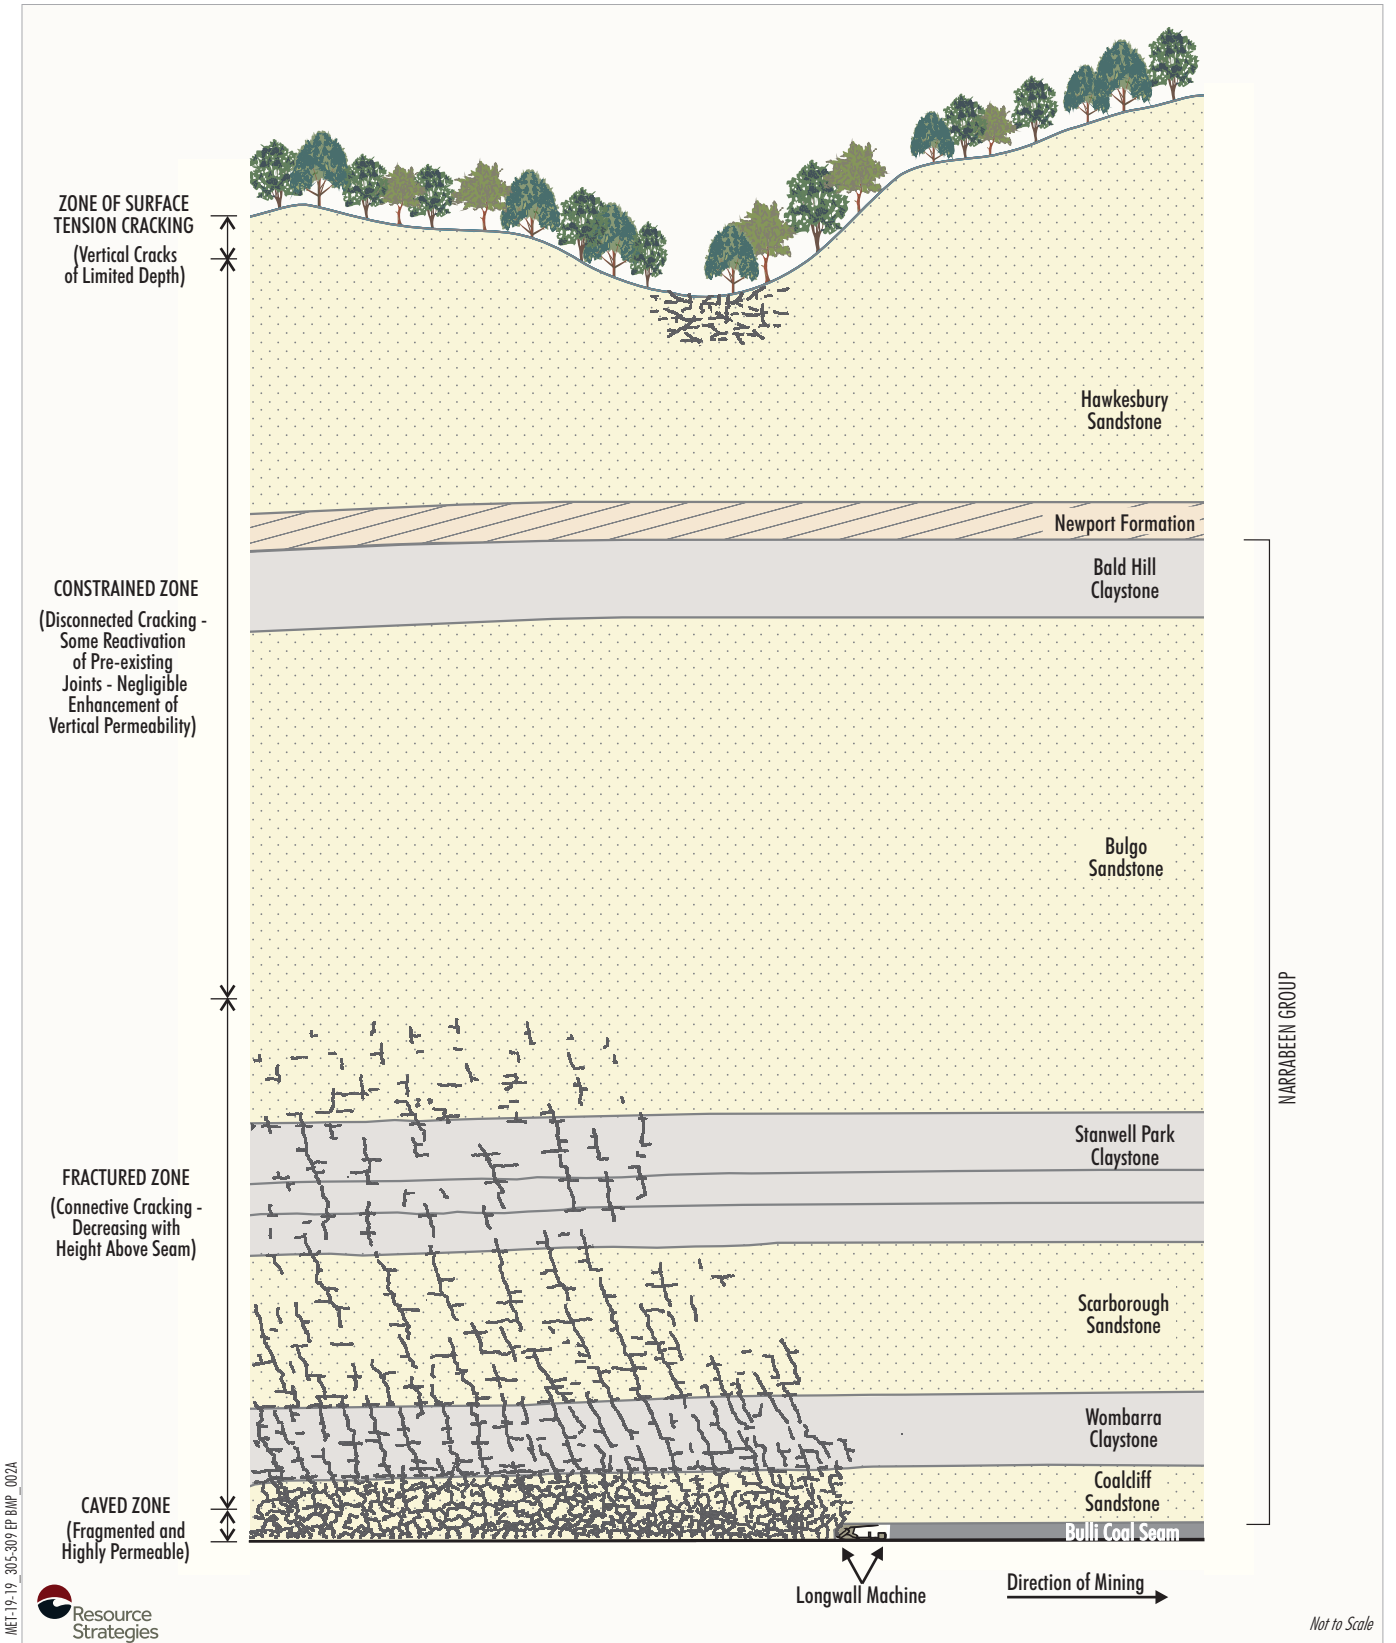 ZONE OF SURFACE
TENSION CRACKING
(Vertical Cracks
of Limited Depth)
CONSTRAINED ZONE
(Disconnected Cracking -
Some Reactivation
of Pre-existing
Joints - Negligible
Enhancement of
Vertical Permeability)
FRACTURED ZONE
(Connective Cracking -
Decreasing with
Height Above Seam)
CAVED ZONE
(Fragmented and
Highly Permeable)
Hawkesbury
Sandstone
Newport Formation
Bald Hill
Claystone
Bulgo
Sandstone
Stanwell Park
Claystone
Scarborough
Sandstone
Wombarra
Claystone
Coalcliff
Sandstone
Bulli Coal Seam
NARRABEEN GROUP
Longwall Machine
Direction of Mining
MET-19-19_305-309 EP BMP_002A
Resource
Strategies
Not to Scale